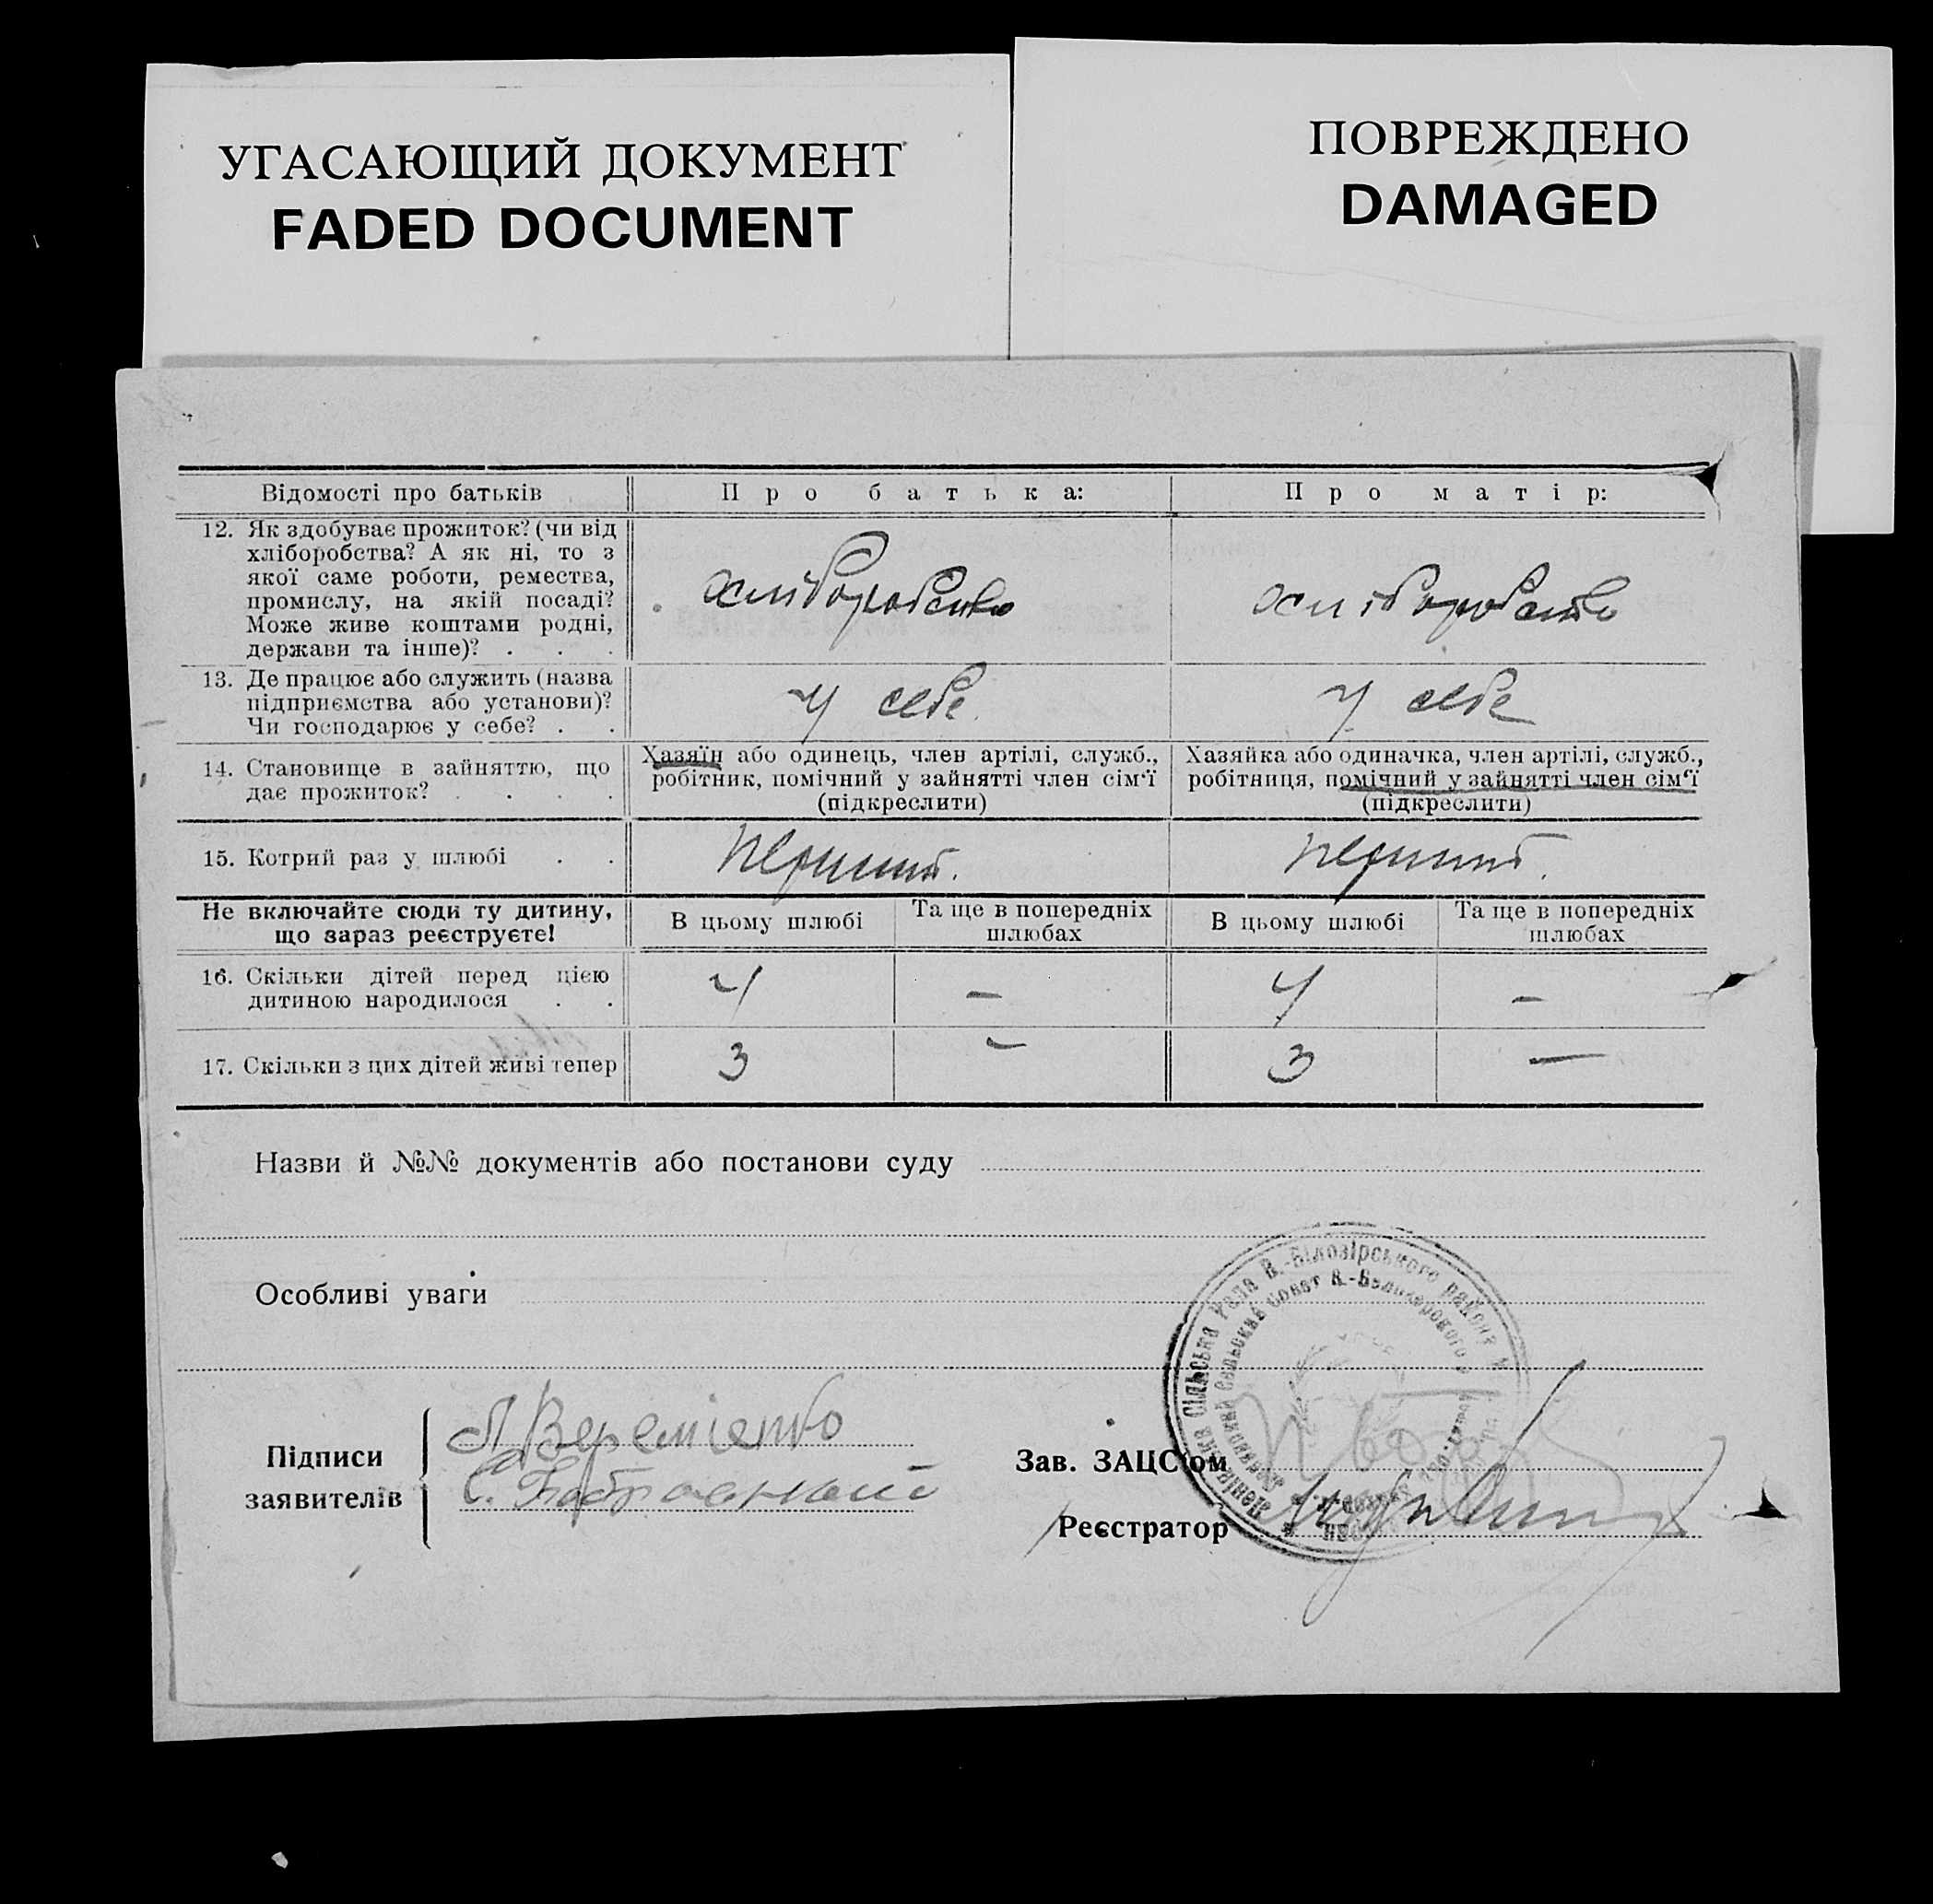 УГАСАЮЩИЙ ДОКУМЕНТ
FADED DOCUMENT
ПОВРЕЖДЕНО
DAMAGED
Відомості про батьків
Про батька:
Про матір:
12. Як здобуває прожиток? (чи від
хліборобства? А як ні, то з
якої саме роботи, ремества,
промислу, на якій посаді?
Може живе коштами родні,
держави та інше)? . . .
хліборобство
хліборобство
13. Де працює або служить (назва
підприємства або установи)?
Чи господарює у себе? . .
у себе
у себе
14. Становище в зайняттю, що
дає прожиток? . . . .
Хазяїн або одинець, член артілі, служб.,
робітник, помічний у зайнятті член сім‘ї
(підкреслити)
Хазяйка або одиначка, член артілі, служб.,
робітниця, помічний у зайнятті член сім‘ї
(підкреслити)
15. Котрий раз у шлюбі . .
перший.
перший.
Не включайте сюди ту дитину,
що зараз реєструєте!
В цьому шлюбі
Та ще в попередніх
шлюбах
В цьому шлюбі
Та ще в попередніх
шлюбах
16. Скільки дітей перед цією
дитиною народилося . .
4
–
4
–
17. Скільки з цих дітей живі тепер
3
–
3
–
Назви й №№ документів або постанови суду
Особливі уваги
Підписи
заявителів
Веремієнко
С.
Зав. ЗАЦС'ом
Реєстратор
Сільська Рада В.-Білозірського району
Сельский Совет В.-Белозерского